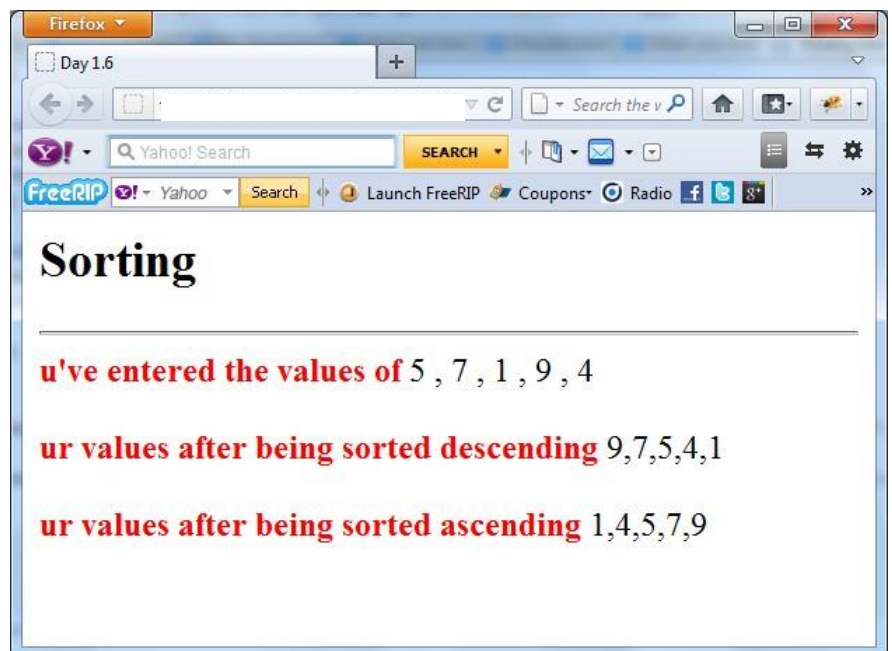 Firefox
Day 1.6
Search the v
Y! Yahoo! Search SEARCH
FreeRIP Y! Yahoo Search Launch FreeRIP Coupons Radio f g+ »
Sorting
u've entered the values of 5 , 7 , 1 , 9 , 4
ur values after being sorted descending 9,7,5,4,1
ur values after being sorted ascending 1,4,5,7,9